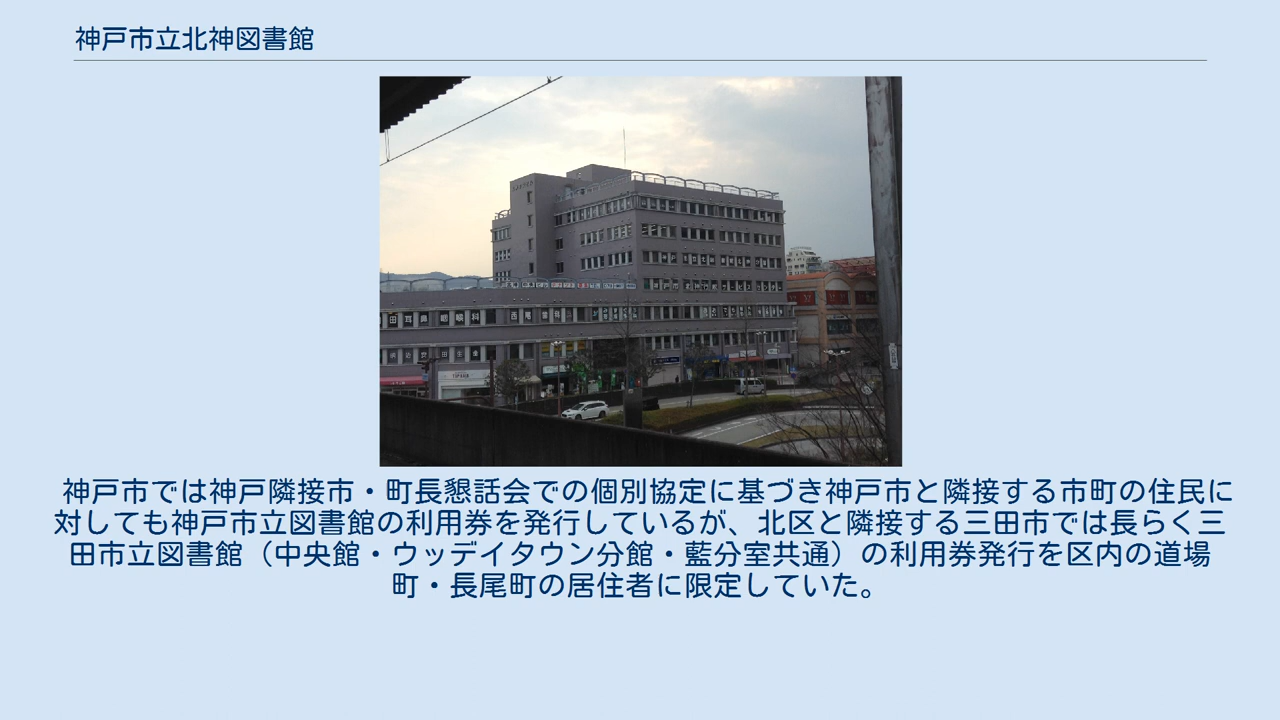 神戸市立北神図書館
耳鼻咽喉科
神戸市では神戸隣接市・町長懇話会での個別協定に基づき神戸市と隣接する市町の住民に
対しても神戸市立図書館の利用券を発行しているが、北区と隣接する三田市では長らく三
田市立図書館（中央館・ウッディタウン分館・藍分室共通）の利用券発行を区内の道場
町・長尾町の居住者に限定していた。